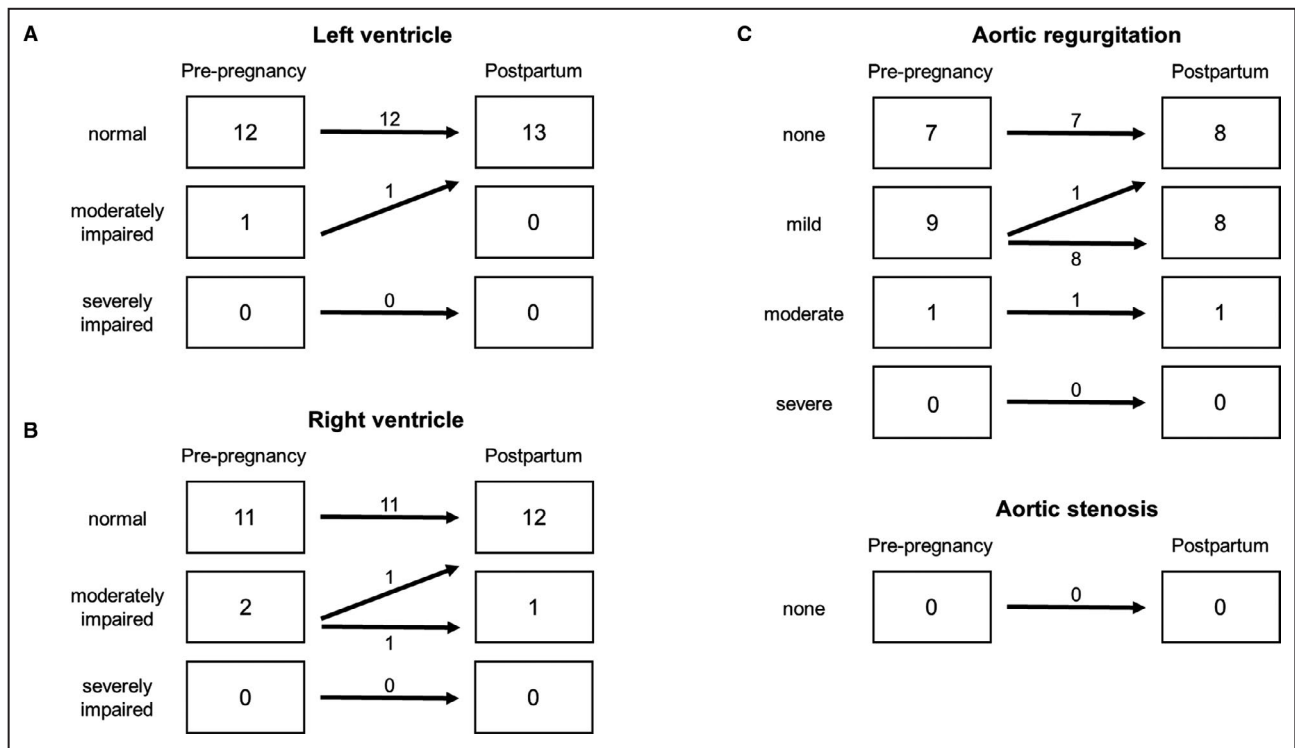 A
Left ventricle
Pre-pregnancy Postpartum
normal 12 12 13
moderately
impaired 1 1 0
severely
impaired 0 0 0
B
Right ventricle
Pre-pregnancy Postpartum
normal 11 11 12
moderately
impaired 2 1 1 1
severely
impaired 0 0 0
C
Aortic regurgitation
Pre-pregnancy Postpartum
none 7 7 8
mild 9 1 8 8
moderate 1 1 1
severe 0 0 0
Aortic stenosis
Pre-pregnancy Postpartum
none 0 0 0